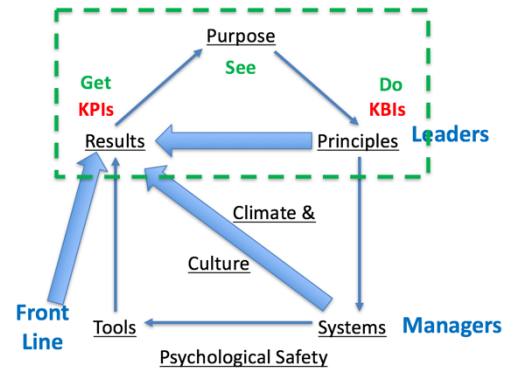 Purpose
Get
See
Do
KPIs
KBIs
Results
Principles
Leaders
Climate &
Culture
Front
Line
Tools
Systems
Managers
Psychological Safety